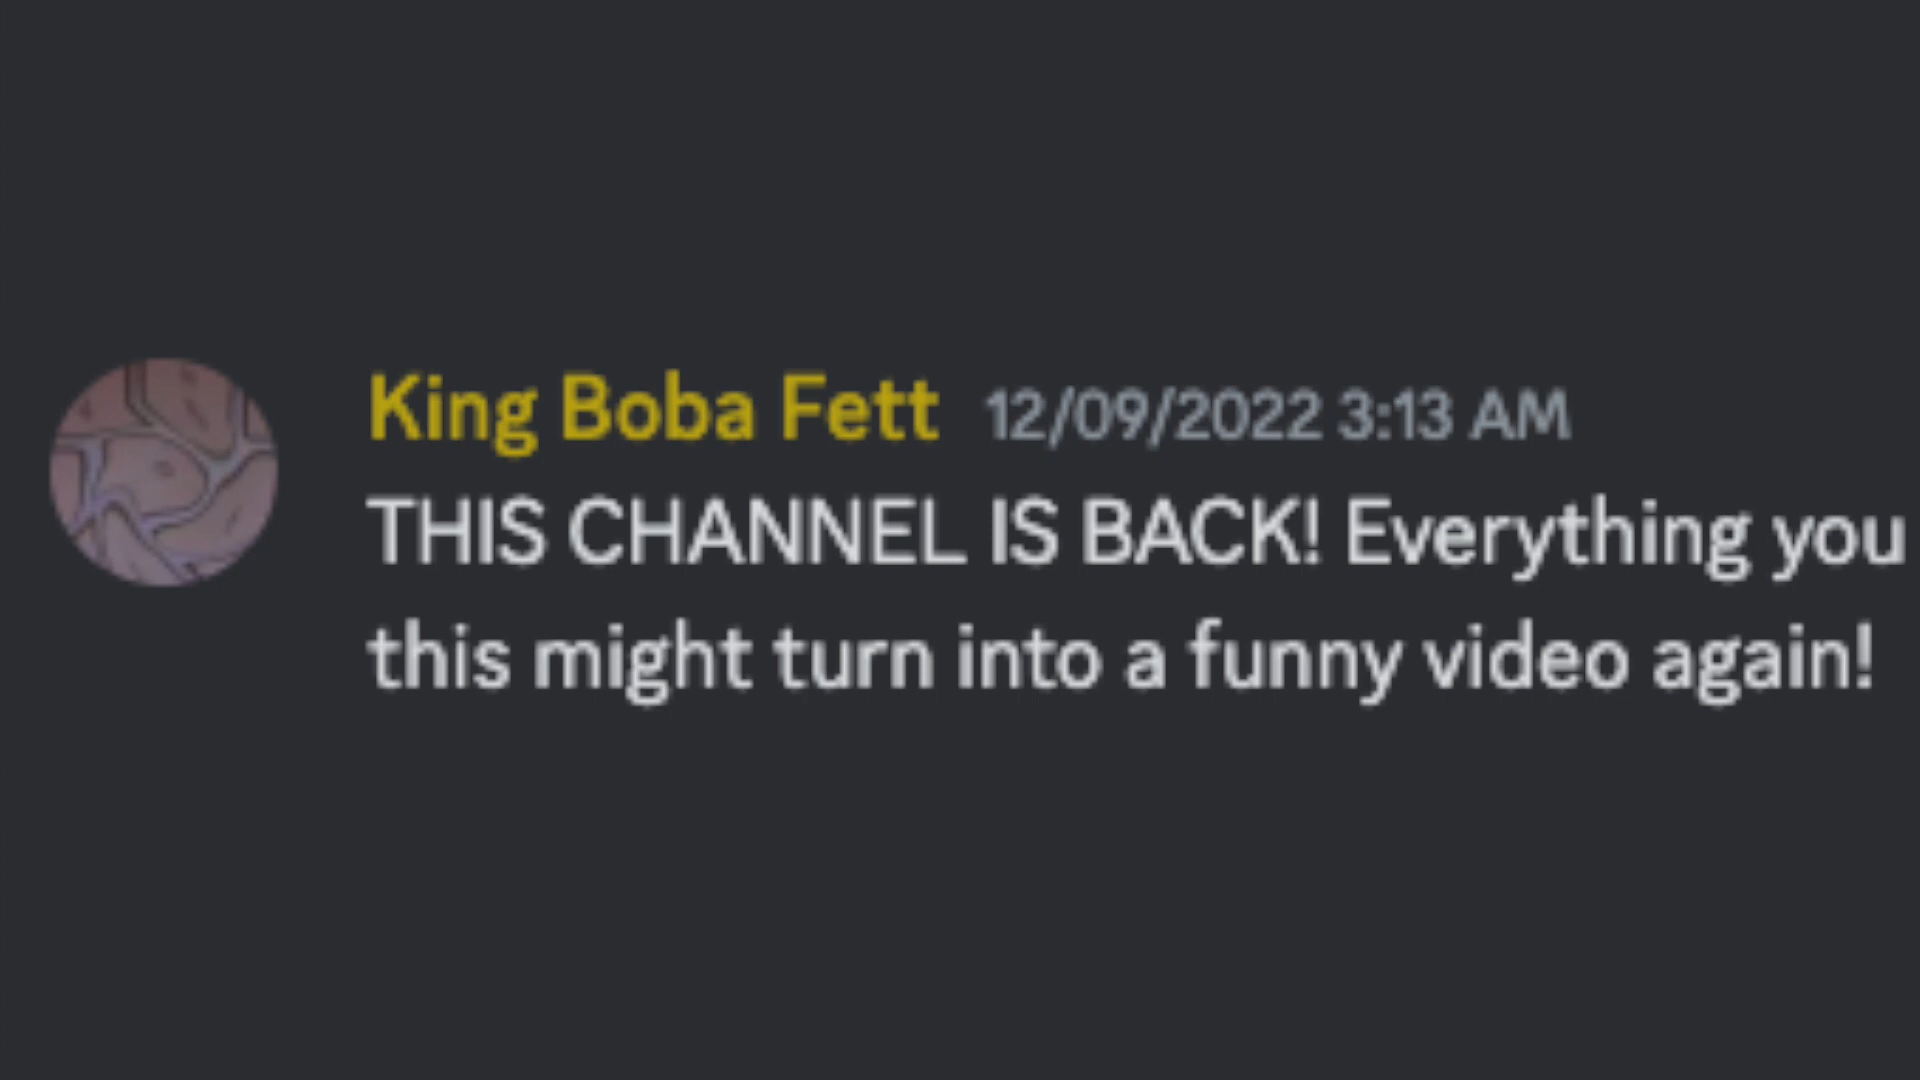 King Boba Fett 12/09/2022 3:13 AM
THIS CHANNEL IS BACK! Everything you
this might turn into a funny video again!